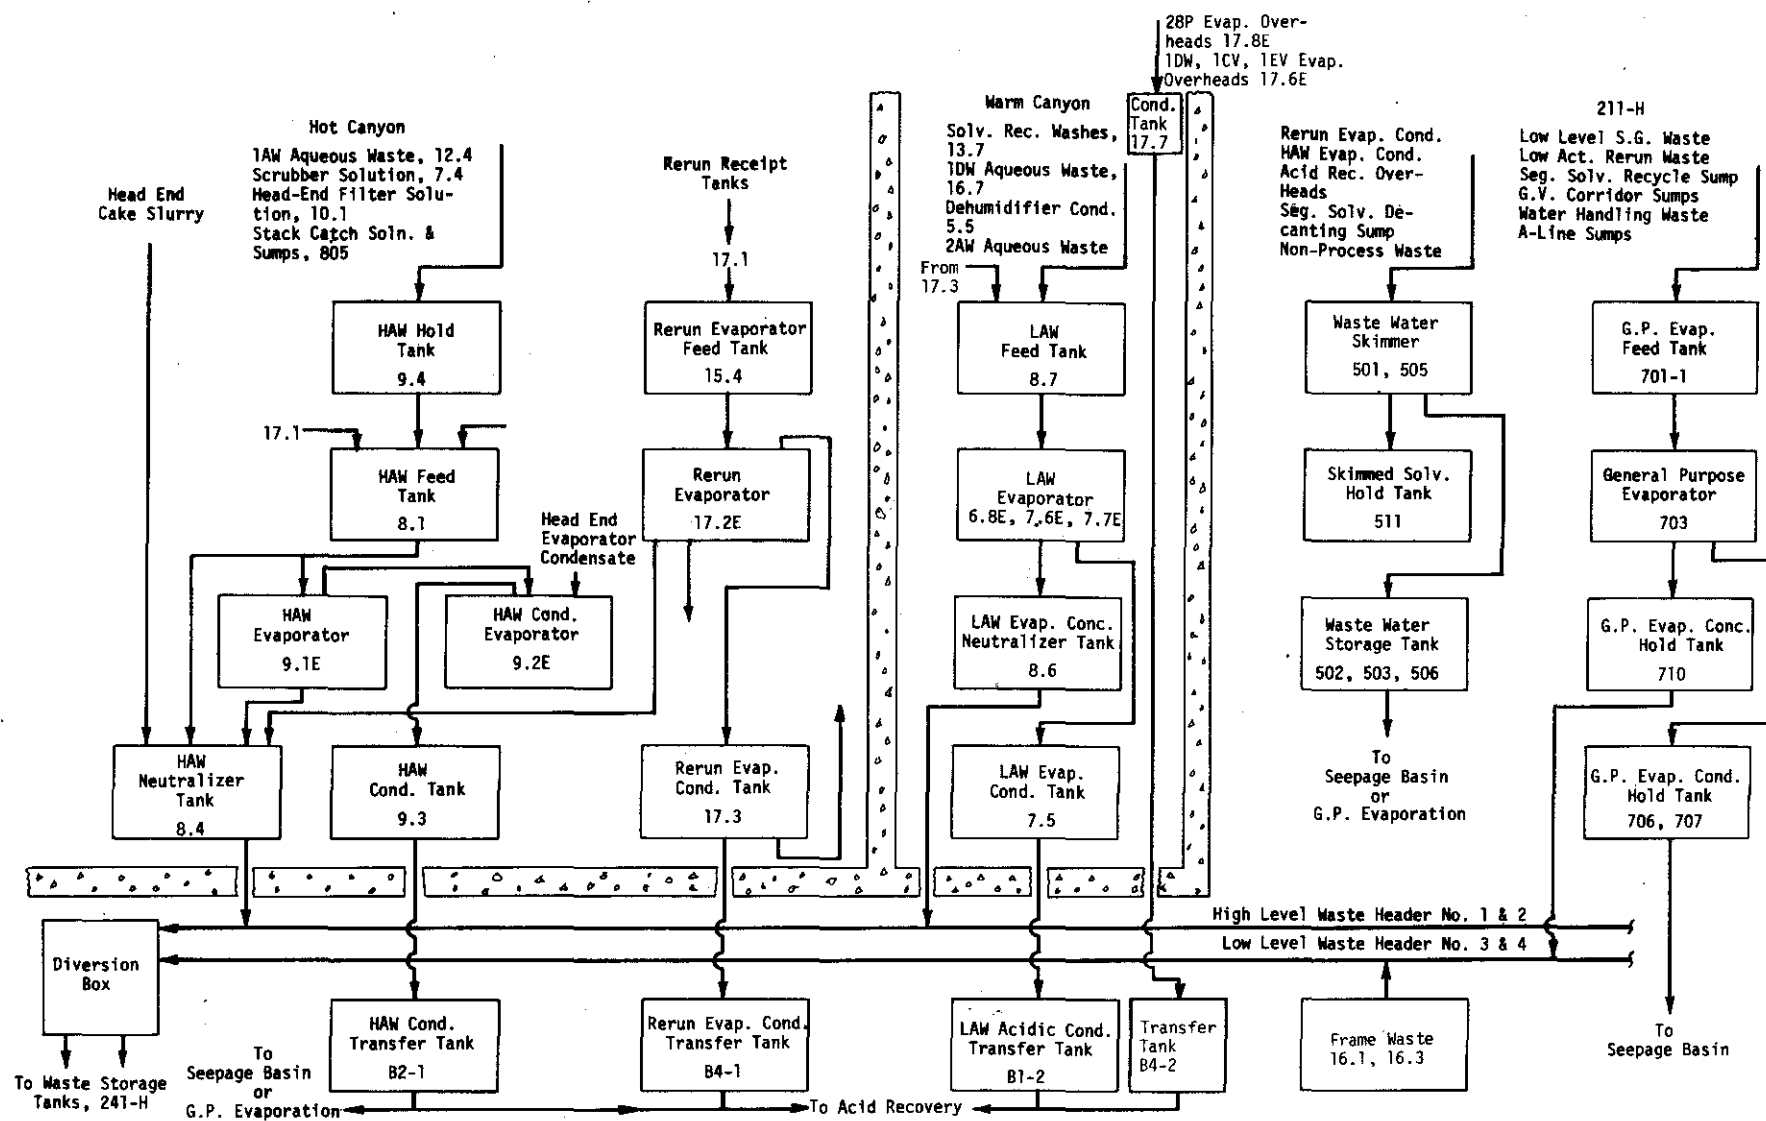 28P Evap. Over-
heads 17.8E
1DW, 1CV, 1EV Evap.
Overheads 17.6E
Cond.
Tank
17.7
Hot Canyon
1AW Aqueous Waste, 12.4
Scrubber Solution, 7.4
Head-End Filter Solu-
tion, 10.1
Stack Catch Soln. &
Sumps, 805
Head End
Cake Slurry
Rerun Receipt
Tanks
17.1
Warm Canyon
Solv. Rec. Washes,
13.7
1DW Aqueous Waste,
16.7
Dehumidifier Cond.
5.5
2AW Aqueous Waste
From
17.3
Rerun Evap. Cond.
HAW Evap. Cond.
Acid Rec. Over-
Heads
Seg. Solv. De-
canting Sump
Non-Process Waste
211-H
Low Level S.G. Waste
Low Act. Rerun Waste
Seg. Solv. Recycle Sump
G.V. Corridor Sumps
Water Handling Waste
A-Line Sumps
HAW Hold
Tank
9.4
Rerun Evaporator
Feed Tank
15.4
LAW
Feed Tank
8.7
Waste Water
Skimmer
501, 505
G.P. Evap.
Feed Tank
701-1
17.1
HAW Feed
Tank
8.1
Rerun
Evaporator
17.2E
LAW
Evaporator
6.8E, 7.6E, 7.7E
Skimmed Solv.
Hold Tank
511
General Purpose
Evaporator
703
Head End
Evaporator
Condensate
HAW
Evaporator
9.1E
HAW Cond.
Evaporator
9.2E
LAW Evap. Conc.
Neutralizer Tank
8.6
Waste Water
Storage Tank
502, 503, 506
G.P. Evap. Conc.
Hold Tank
710
HAW
Neutralizer
Tank
8.4
HAW
Cond. Tank
9.3
Rerun Evap.
Cond. Tank
17.3
LAW Evap.
Cond. Tank
7.5
To
Seepage Basin
or
G.P. Evaporation
G.P. Evap. Cond.
Hold Tank
706, 707
High Level Waste Header No. 1 & 2
Low Level Waste Header No. 3 & 4
Diversion
Box
HAW Cond.
Transfer Tank
B2-1
Rerun Evap. Cond.
Transfer Tank
B4-1
LAW Acidic Cond.
Transfer Tank
B1-2
Transfer
Tank
B4-2
Frame Waste
16.1, 16.3
To
Seepage Basin
To Waste Storage
Tanks, 241-H
To
Seepage Basin
or
G.P. Evaporation
To Acid Recovery